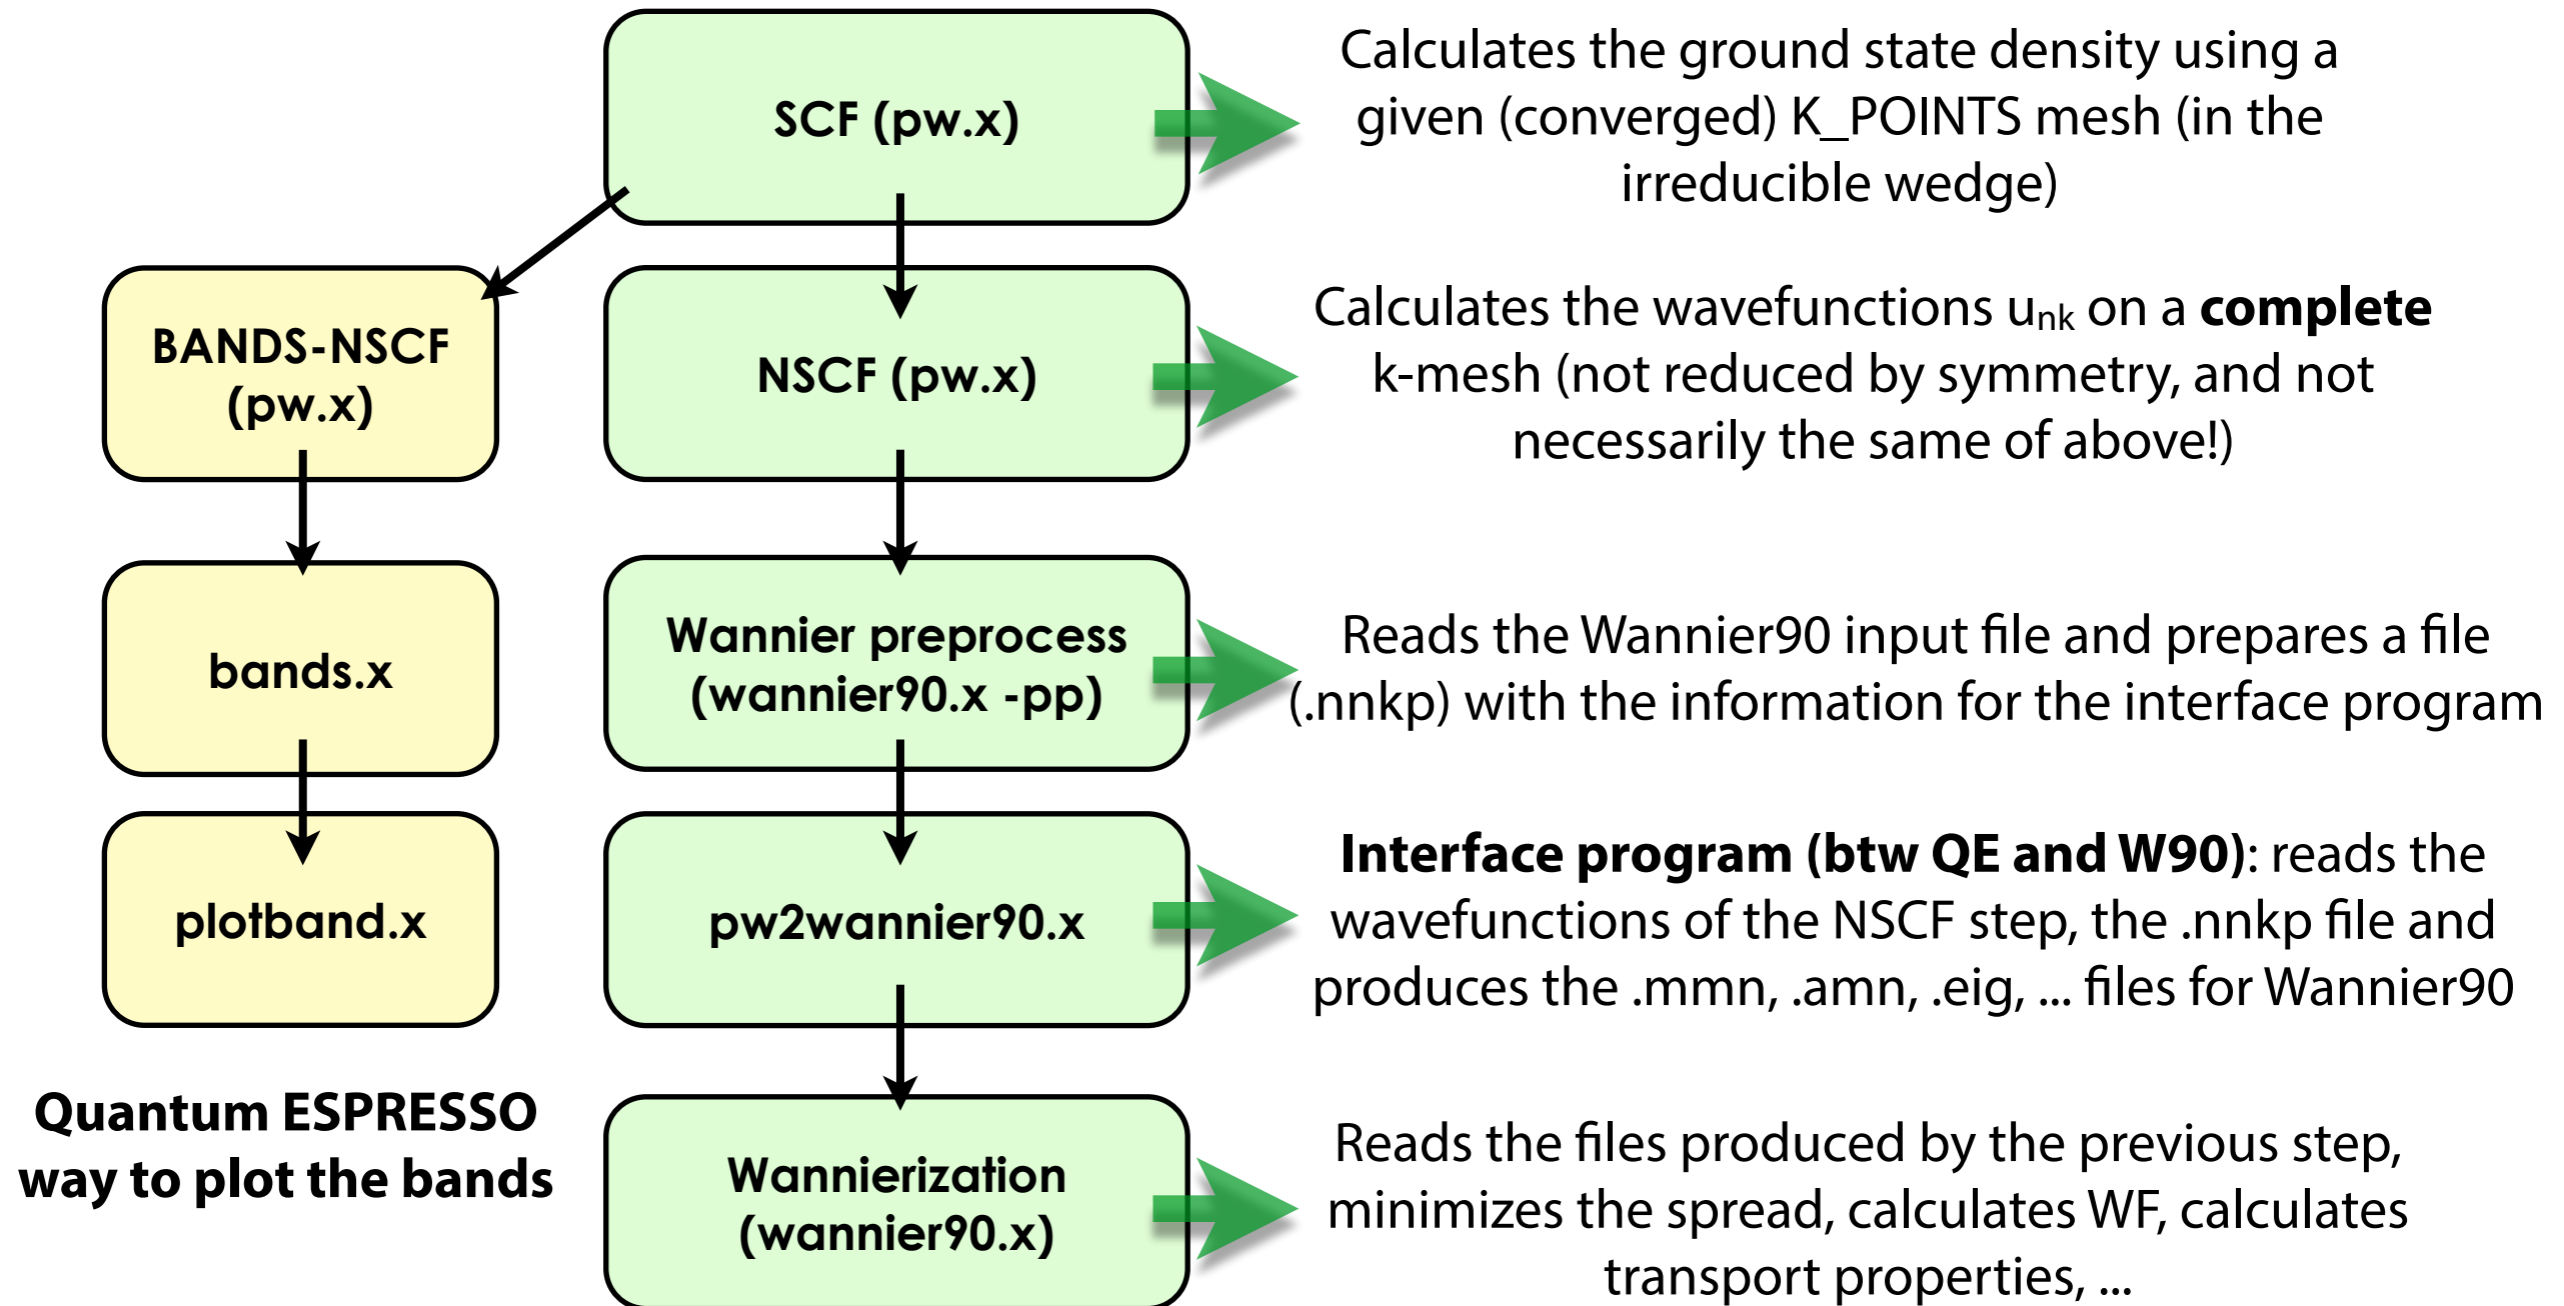 SCF (pw.x)
Calculates the ground state density using a
given (converged) K_POINTS mesh (in the
irreducible wedge)
BANDS-NSCF
(pw.x)
NSCF (pw.x)
Calculates the wavefunctions unk on a complete
k-mesh (not reduced by symmetry, and not
necessarily the same of above!)
bands.x
Wannier preprocess
(wannier90.x -pp)
Reads the Wannier90 input file and prepares a file
(.nnkp) with the information for the interface program
plotband.x
pw2wannier90.x
Interface program (btw QE and W90): reads the
wavefunctions of the NSCF step, the .nnkp file and
produces the .mmn, .amn, .eig, ... files for Wannier90
Quantum ESPRESSO
way to plot the bands
Wannierization
(wannier90.x)
Reads the files produced by the previous step,
minimizes the spread, calculates WF, calculates
transport properties, ...